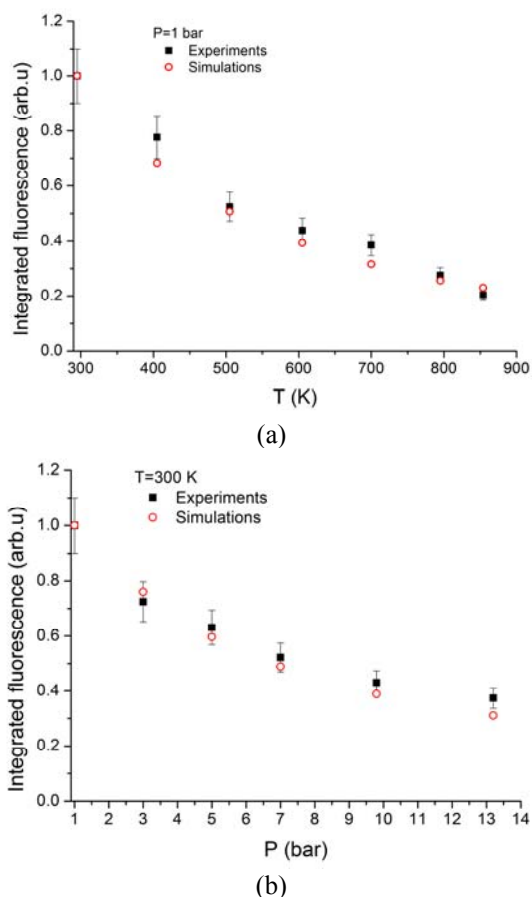 P=1 bar
Experiments
Simulations
Integrated fluorescence (arb.u)
1.2
1.0
0.8
0.6
0.4
0.2
0.0
300 400 500 600 700 800 900
T (K)
(a)
T=300 K
Experiments
Simulations
Integrated fluorescence (arb.u)
1.2
1.0
0.8
0.6
0.4
0.2
0.0
1 2 3 4 5 6 7 8 9 10 11 12 13 14
P (bar)
(b)